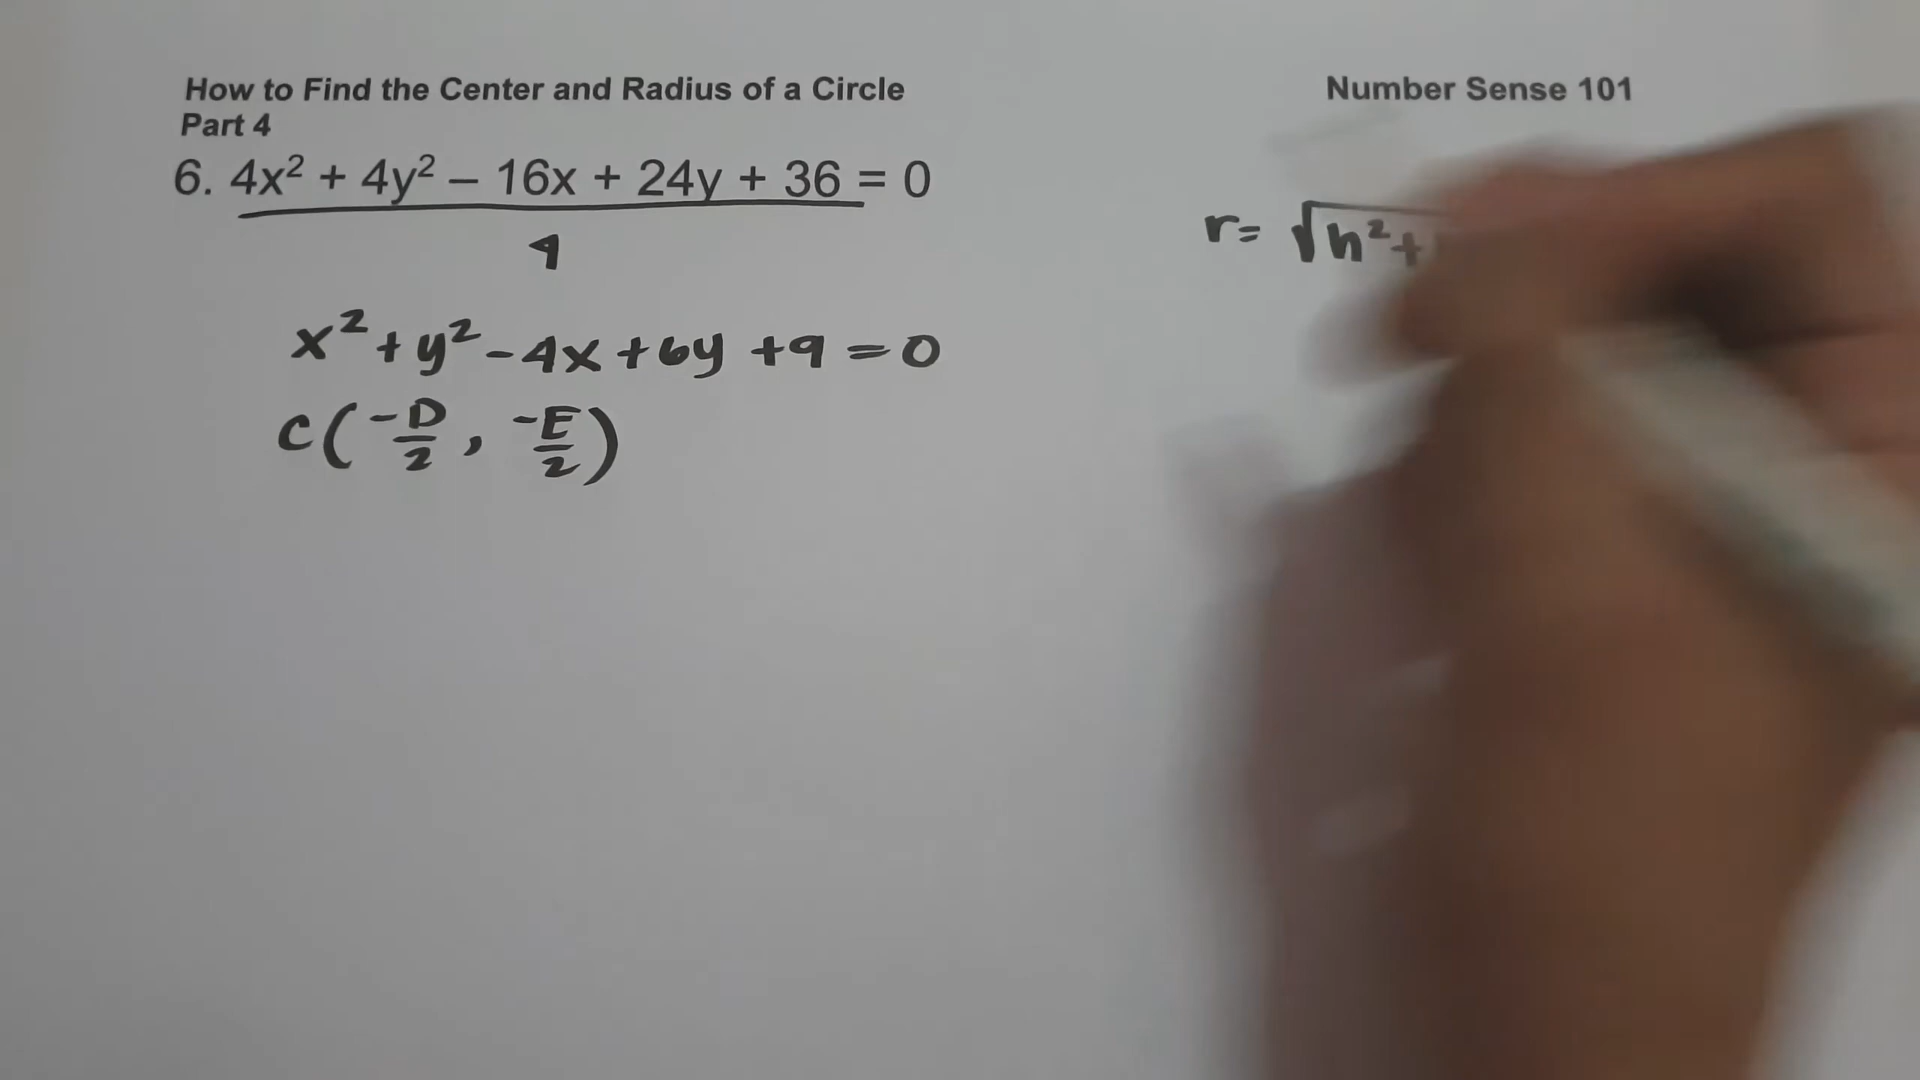 How to Find the Center and Radius of a Circle
Part 4
Number Sense 101
6. 4x² + 4y² – 16x + 24y + 36 = 0
4
r= √h²+
x²+y²-4x+6y+9=0
C(-D/2, -E/2)